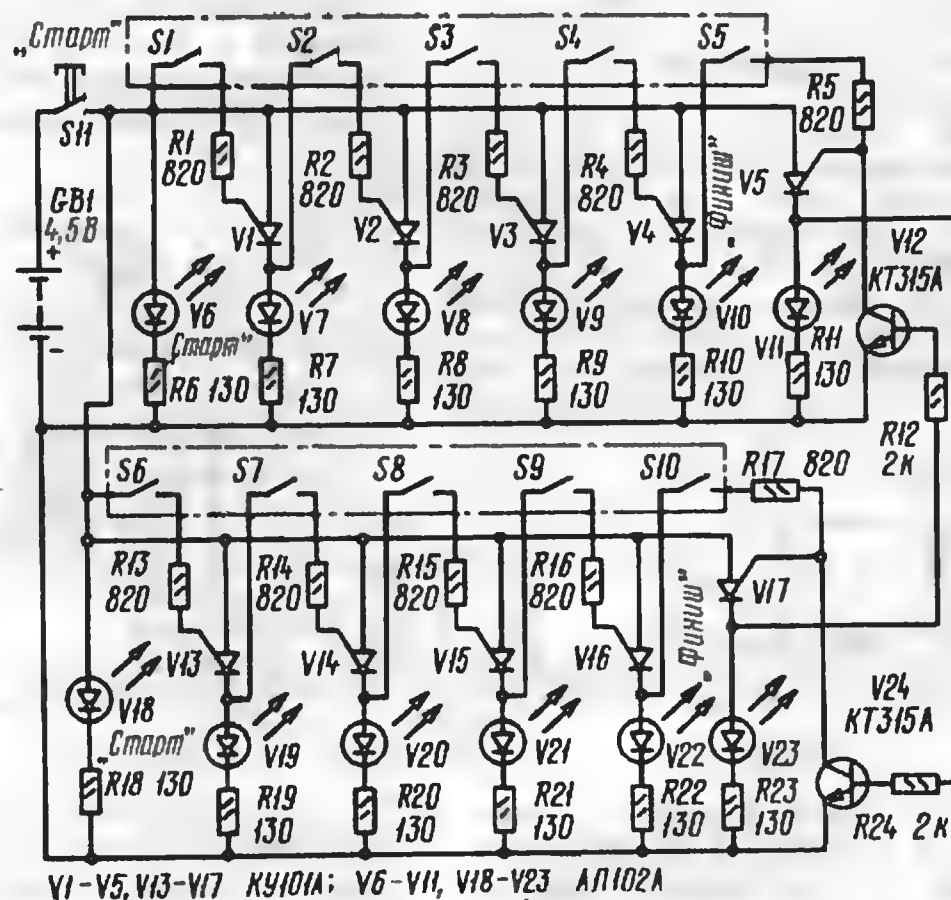 „Старт"
S1
S2
S3
S4
S5
S11
R1
820
R2
820
R3
820
R4
820
R5
820
GB1
4,5 В
+
-
V1
V2
V3
V4
V5
„Финиш"
V12
КТ315А
V6
„Старт"
V7
V8
V9
V10
V11
R6 130
R7
130
R8
130
R9
130
R10
130
R11
130
R12
2к
S6
S7
S8
S9
S10
R17 820
R13
820
R14
820
R15
820
R16
820
V13
V14
V15
V16
„Финиш"
V17
V18
„Старт"
V19
V20
V21
V22
V23
V24
КТ315А
R18 130
R19
130
R20
130
R21
130
R22
130
R23
130
R24 2к
V1-V5, V13-V17 КУ101А; V6-V11, V18-V23 АЛ102А